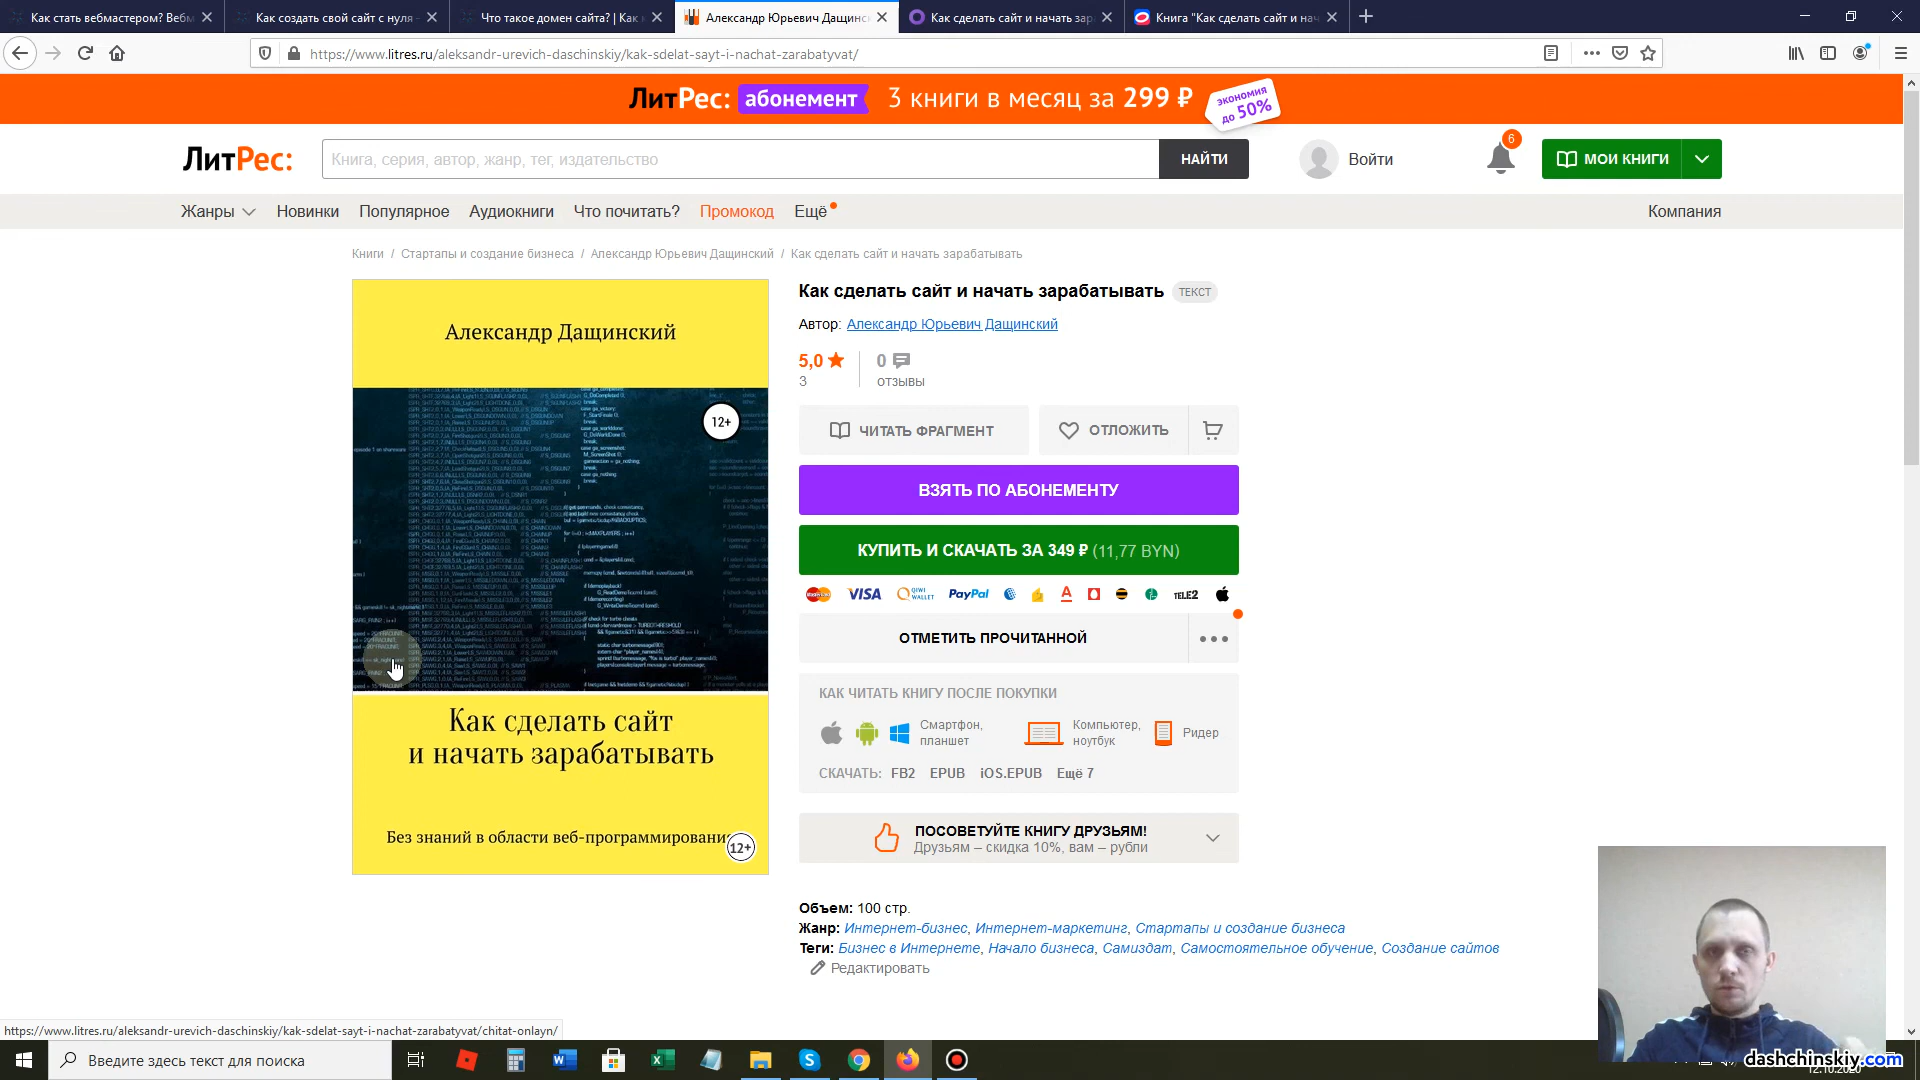 Как стать вебмастером? Вебм
Как создать свой сайт с нуля -
Что такое домен сайта? | Как н
Александр Юрьевич Дащинс
Как сделать сайт и начать зар
Книга "Как сделать сайт и нач
https://www.litres.ru/aleksandr-urevich-daschinskiy/kak-sdelat-sayt-i-nachat-zarabatyvat/
ЛитРес: абонемент 3 книги в месяц за 299 ₽ экономия до 50%
ЛитРес:
Книга, серия, автор, жанр, тег, издательство
НАЙТИ
Войти
6
МОИ КНИГИ
Жанры Новинки Популярное Аудиокниги Что почитать? Промокод Ещё Компания
Книги / Стартапы и создание бизнеса / Александр Юрьевич Дащинский / Как сделать сайт и начать зарабатывать
Александр Дащинский
12+
Как сделать сайт
и начать зарабатывать
Без знаний в области веб-программировани
12+
Как сделать сайт и начать зарабатывать ТЕКСТ
Автор: Александр Юрьевич Дащинский
5,0 0
3 отзывы
ЧИТАТЬ ФРАГМЕНТ
ОТЛОЖИТЬ
ВЗЯТЬ ПО АБОНЕМЕНТУ
КУПИТЬ И СКАЧАТЬ ЗА 349 ₽ (11,77 BYN)
VISA QIWI WALLET PayPal TELE2
ОТМЕТИТЬ ПРОЧИТАННОЙ
КАК ЧИТАТЬ КНИГУ ПОСЛЕ ПОКУПКИ
Смартфон, планшет
Компьютер, ноутбук
Ридер
СКАЧАТЬ: FB2 EPUB iOS.EPUB Ещё 7
ПОСОВЕТУЙТЕ КНИГУ ДРУЗЬЯМ!
Друзьям – скидка 10%, вам – рубли
Объем: 100 стр.
Жанр: Интернет-бизнес, Интернет-маркетинг, Стартапы и создание бизнеса
Теги: Бизнес в Интернете, Начало бизнеса, Самиздат, Самостоятельное обучение, Создание сайтов
Редактировать
https://www.litres.ru/aleksandr-urevich-daschinskiy/kak-sdelat-sayt-i-nachat-zarabatyvat/chitat-onlayn/
Введите здесь текст для поиска
dashchinskiy.com
12.10.2020